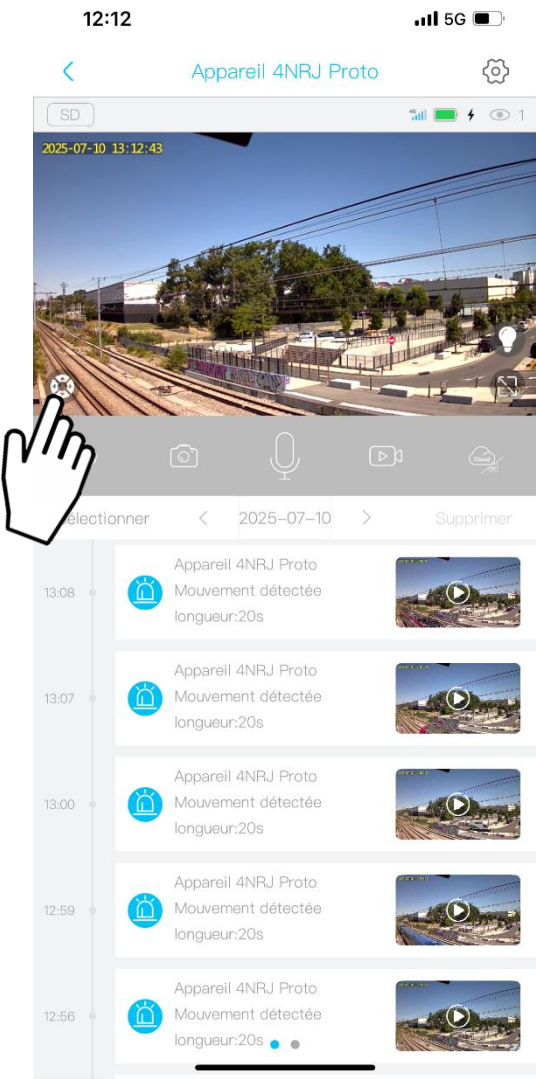 12:12
5G
Appareil 4NRJ Proto
SD
4G
1
2025-07-10 13:12:43
Cloud
électionner
2025-07-10
Supprimer
Appareil 4NRJ Proto
13:08
Mouvement détectée
longueur:20s
Appareil 4NRJ Proto
13:07
Mouvement détectée
longueur:20s
Appareil 4NRJ Proto
13:00
Mouvement détectée
longueur:20s
Appareil 4NRJ Proto
12:59
Mouvement détectée
longueur:20s
Appareil 4NRJ Proto
12:56
Mouvement détectée
longueur:20s